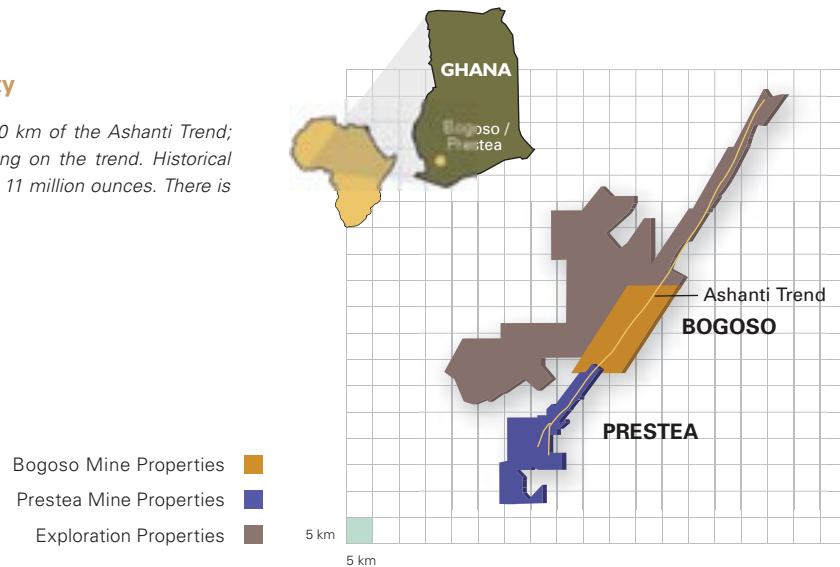 y
0 km of the Ashanti Trend;
ng on the trend. Historical
11 million ounces. There is
GHANA
Bogoso /
Prestea
Ashanti Trend
BOGOSO
PRESTEA
Bogoso Mine Properties
Prestea Mine Properties
Exploration Properties
5 km
5 km